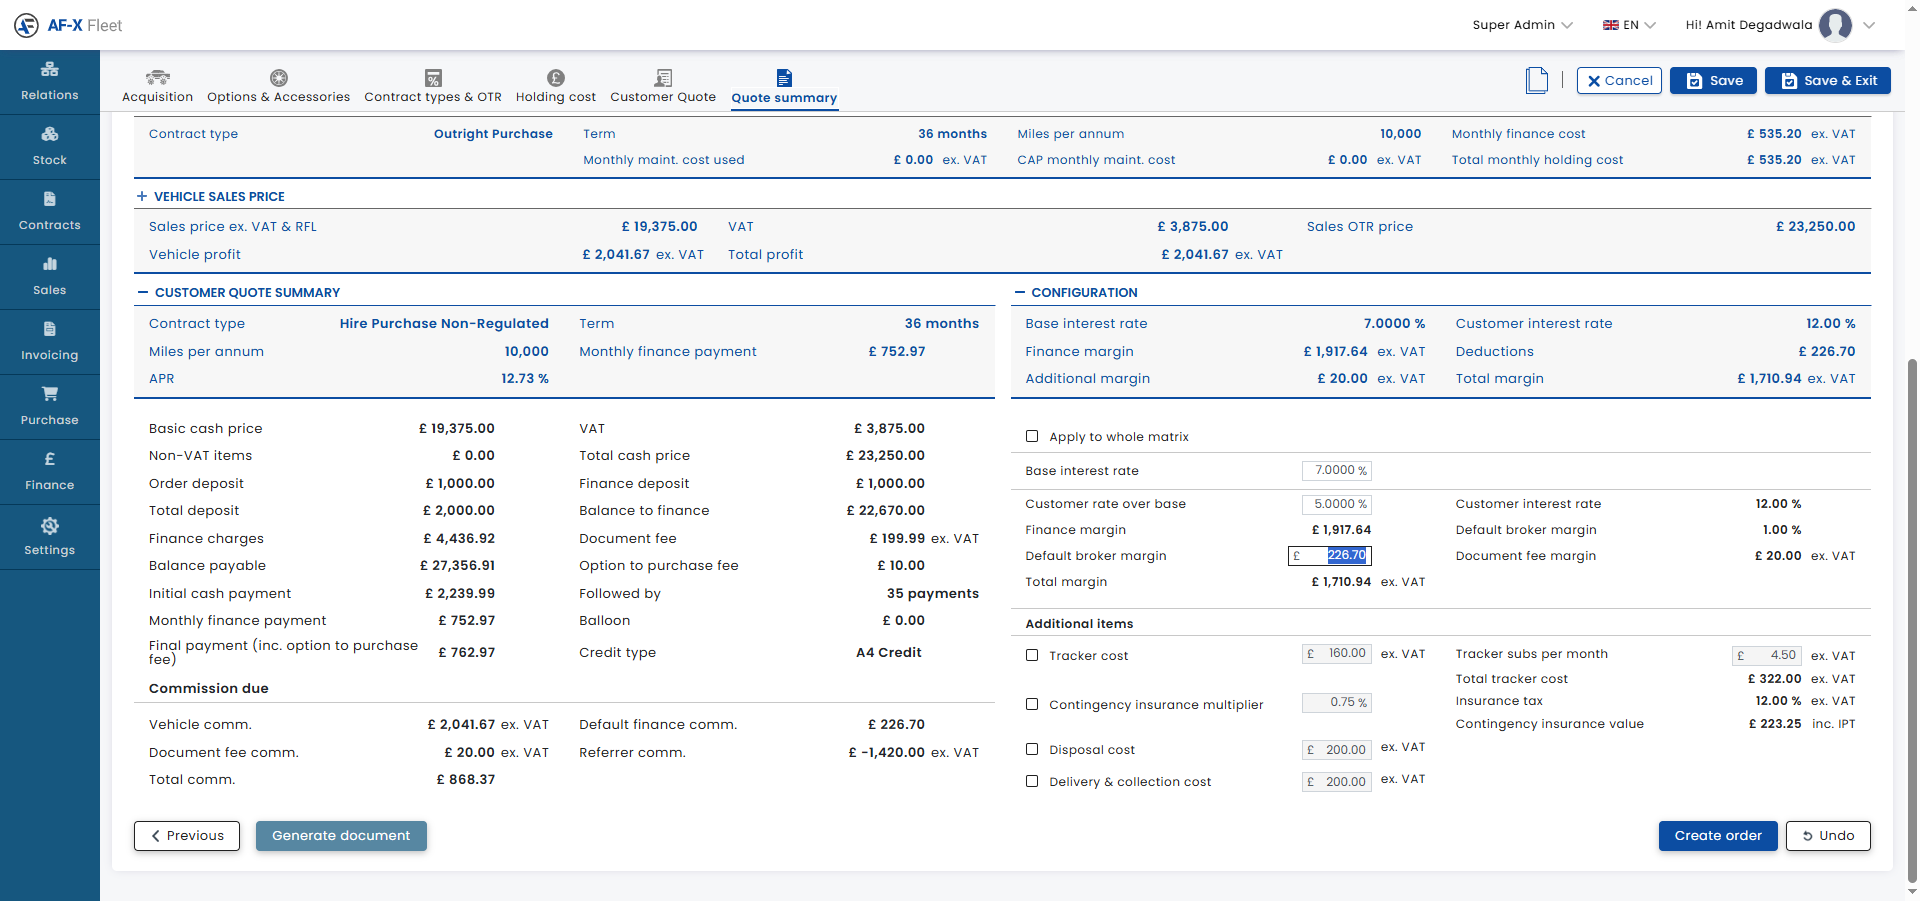 AF-X Fleet
Super Admin
EN
Hi! Amit Degadwala
Relations
Stock
Contracts
Sales
Invoicing
Purchase
£
Finance
Settings
Acquisition
Options & Accessories
Contract types & OTR
Holding cost
Customer Quote
Quote summary
Cancel
Save
Save & Exit
Contract type Outright Purchase Term 36 months Miles per annum 10,000 Monthly finance cost £ 535.20 ex. VAT
Monthly maint. cost used £ 0.00 ex. VAT CAP monthly maint. cost £ 0.00 ex. VAT Total monthly holding cost £ 535.20 ex. VAT
+ VEHICLE SALES PRICE
Sales price ex. VAT & RFL £ 19,375.00 VAT £ 3,875.00 Sales OTR price £ 23,250.00
Vehicle profit £ 2,041.67 ex. VAT Total profit £ 2,041.67 ex. VAT
— CUSTOMER QUOTE SUMMARY
Contract type Hire Purchase Non-Regulated Term 36 months
Miles per annum 10,000 Monthly finance payment £ 752.97
APR 12.73 %
Basic cash price £ 19,375.00 VAT £ 3,875.00
Non-VAT items £ 0.00 Total cash price £ 23,250.00
Order deposit £ 1,000.00 Finance deposit £ 1,000.00
Total deposit £ 2,000.00 Balance to finance £ 22,670.00
Finance charges £ 4,436.92 Document fee £ 199.99 ex. VAT
Balance payable £ 27,356.91 Option to purchase fee £ 10.00
Initial cash payment £ 2,239.99 Followed by 35 payments
Monthly finance payment £ 752.97 Balloon £ 0.00
Final payment (inc. option to purchase
fee) £ 762.97 Credit type A4 Credit
Commission due
Vehicle comm. £ 2,041.67 ex. VAT Default finance comm. £ 226.70
Document fee comm. £ 20.00 ex. VAT Referrer comm. £ -1,420.00 ex. VAT
Total comm. £ 868.37
— CONFIGURATION
Base interest rate 7.0000 % Customer interest rate 12.00 %
Finance margin £ 1,917.64 ex. VAT Deductions £ 226.70
Additional margin £ 20.00 ex. VAT Total margin £ 1,710.94 ex. VAT
Apply to whole matrix
Base interest rate 7.0000 %
Customer rate over base 5.0000 % Customer interest rate 12.00 %
Finance margin £ 1,917.64 Default broker margin 1.00 %
Default broker margin £ 226.70 Document fee margin £ 20.00 ex. VAT
Total margin £ 1,710.94 ex. VAT
Additional items
Tracker cost £ 160.00 ex. VAT Tracker subs per month £ 4.50 ex. VAT
Total tracker cost £ 322.00 ex. VAT
Contingency insurance multiplier 0.75 % Insurance tax 12.00 % ex. VAT
Contingency insurance value £ 223.25 inc. IPT
Disposal cost £ 200.00 ex. VAT
Delivery & collection cost £ 200.00 ex. VAT
Previous
Generate document
Create order
Undo